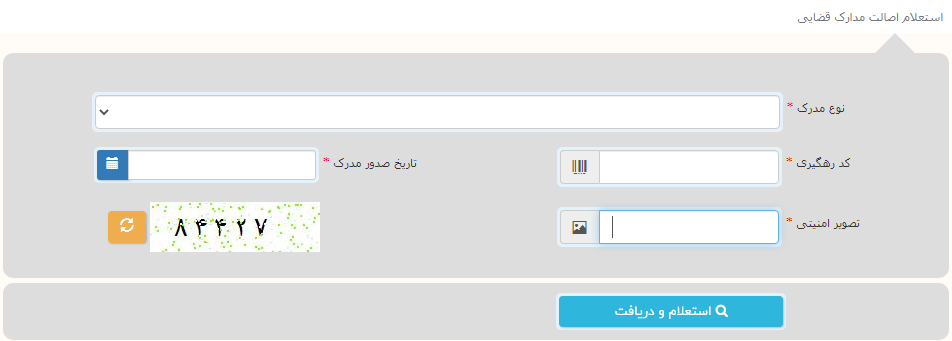 استعلام اصالت مدارک قضایی
نوع مدرک *
کد رهگیری *
تاریخ صدور مدرک *
تصویر امنیتی *
۸۴۴۲۷
استعلام و دریافت